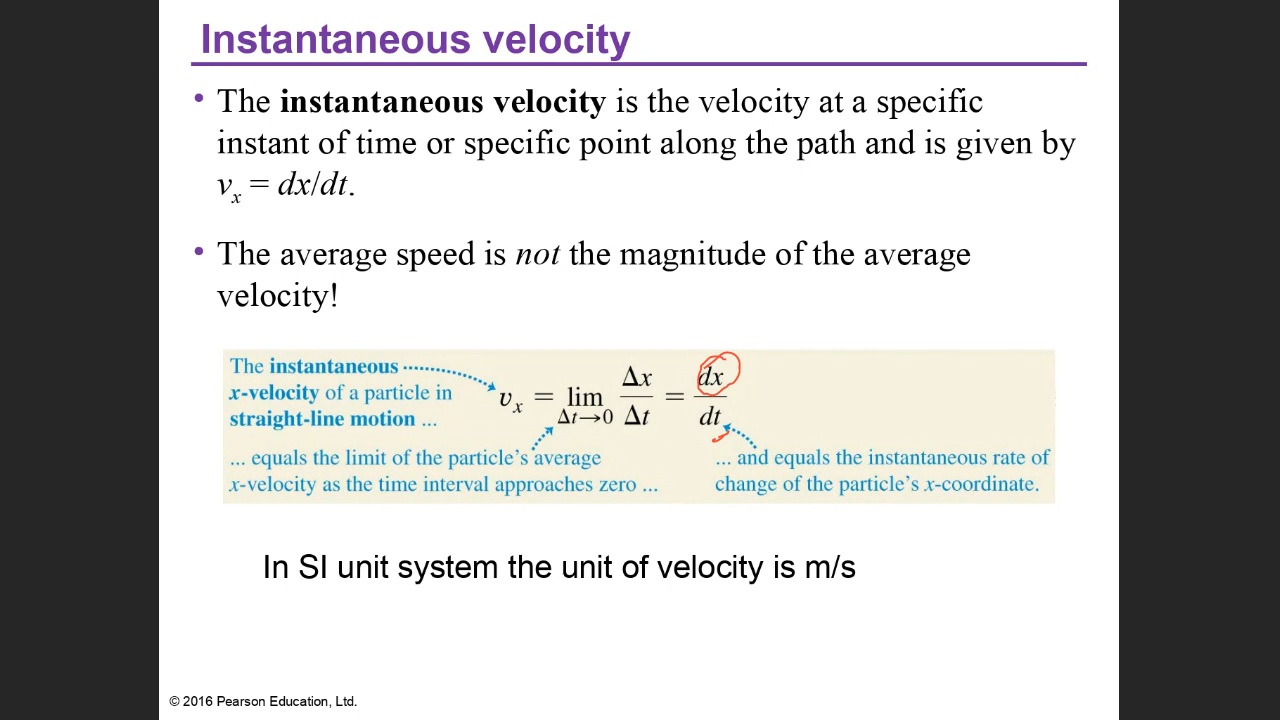 Instantaneous velocity
• The instantaneous velocity is the velocity at a specific
instant of time or specific point along the path and is given by
vₓ = dx/dt.
• The average speed is not the magnitude of the average
velocity!
The instantaneous
x-velocity of a particle in
straight-line motion ...
vₓ = lim Δt→0 Δx/Δt = dx/dt
... equals the limit of the particle's average
x-velocity as the time interval approaches zero ...
... and equals the instantaneous rate of
change of the particle's x-coordinate.
In SI unit system the unit of velocity is m/s
© 2016 Pearson Education, Ltd.